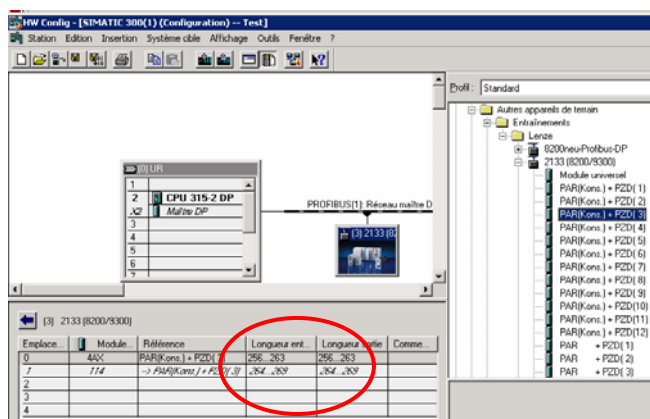 HW Config - [SIMATIC 300(1) (Configuration) -- Test]
Station Edition Insertion Système cible Affichage Outils Fenêtre ?
Profil : Standard
Autres appareils de terrain
Entraînements
Lenze
8200neu-Profibus-DP
2133 (8200/9300)
Module universel
PAR(Kons.) + PZD( 1)
PAR(Kons.) + PZD( 2)
PAR(Kons.) + PZD( 3)
PAR(Kons.) + PZD( 4)
PAR(Kons.) + PZD( 5)
PAR(Kons.) + PZD( 6)
PAR(Kons.) + PZD( 7)
PAR(Kons.) + PZD( 8)
PAR(Kons.) + PZD( 9)
PAR(Kons.) + PZD(10)
PAR(Kons.) + PZD(11)
PAR(Kons.) + PZD(12)
PAR + PZD( 1)
PAR + PZD( 2)
PAR + PZD( 3)
(0) UR
1
2 CPU 315-2 DP
X2 Maître DP
3
4
5
6
7
PROFIBUS(1): Réseau maître D
(3) 2133 (82
(3) 2133 (8200/9300)
Emplace... Module... Référence Longueur ent... Longueur sortie Comme...
0 4AX PAR(Kons.) + PZD( 3) 256...263 256...263
1 114 --> PAR(Kons.) + PZD( 3) 264...269 264...269
2
3
4